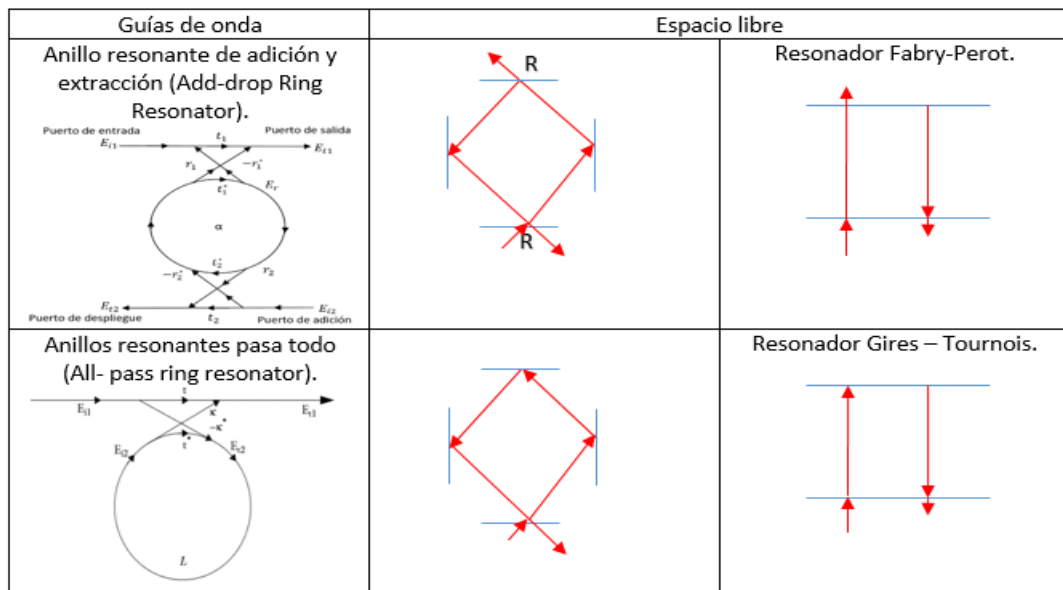 Guías de onda
Espacio libre
Anillo resonante de adición y
extracción (Add-drop Ring
Resonator).
Puerto de entrada
t₁
Puerto de salida
Eᵢ₁
Eₜ₁
r₁
−r₁*
t₁*
Eᵣ
α
t₂*
−r₂*
r₂
Eₜ₂
Eᵢ₂
Puerto de despliegue
t₂
Puerto de adición
R
R
Resonador Fabry-Perot.
Anillos resonantes pasa todo
(All- pass ring resonator).
t
Eᵢ₁
κ
Eₜ₁
−κ*
t*
Eᵢ₂
Eₜ₂
L
Resonador Gires – Tournois.